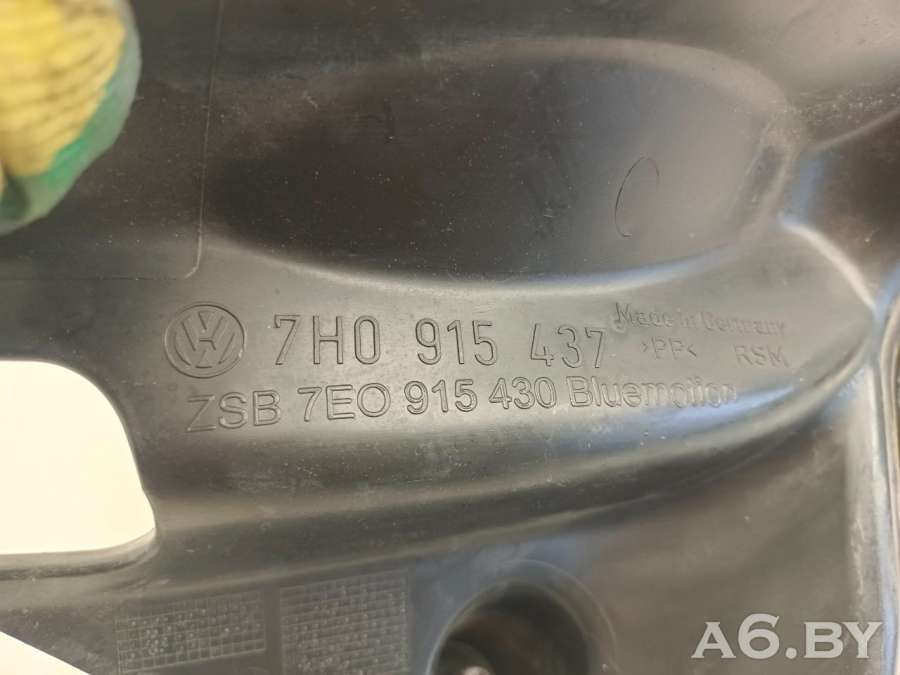 7H0 915 437
Made in Germany
>PP< RSM
ZSB 7E0 915 430 Bluemotion
A6.BY